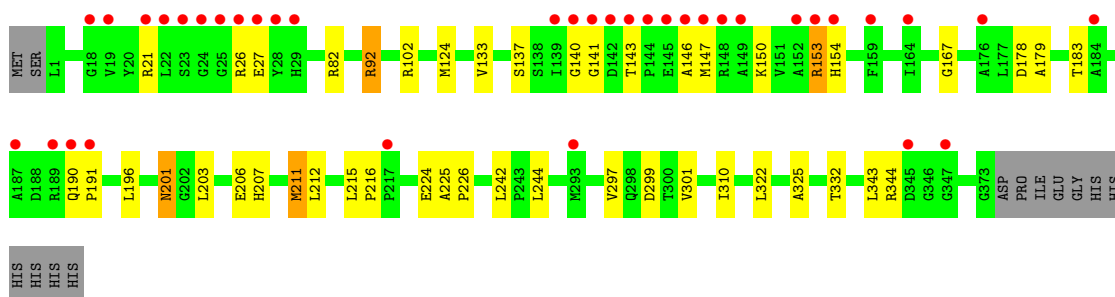 MET SER L1 G18 V19 Y20 R21 L22 S23 G24 G25 R26 E27 Y28 H29 R82 R92 R102 M124 V133 S137 S138 I139 G140 G141 D142 T143 P144 E145 A146 M147 R148 A149 K150 V151 A152 R153 H154 F159 I164 G167 A176 L177 D178 A179 T183 A184
A187 D188 R189 Q190 P191 L196 N201 G202 L203 E206 H207 M211 L212 L215 P216 P217 E224 A225 P226 L242 P243 L244 M293 V297 Q298 D299 T300 V301 I310 L322 A325 T332 L343 R344 D345 G346 G347 G373 ASP PRO ILE GLU GLY HIS HIS
HIS HIS HIS HIS